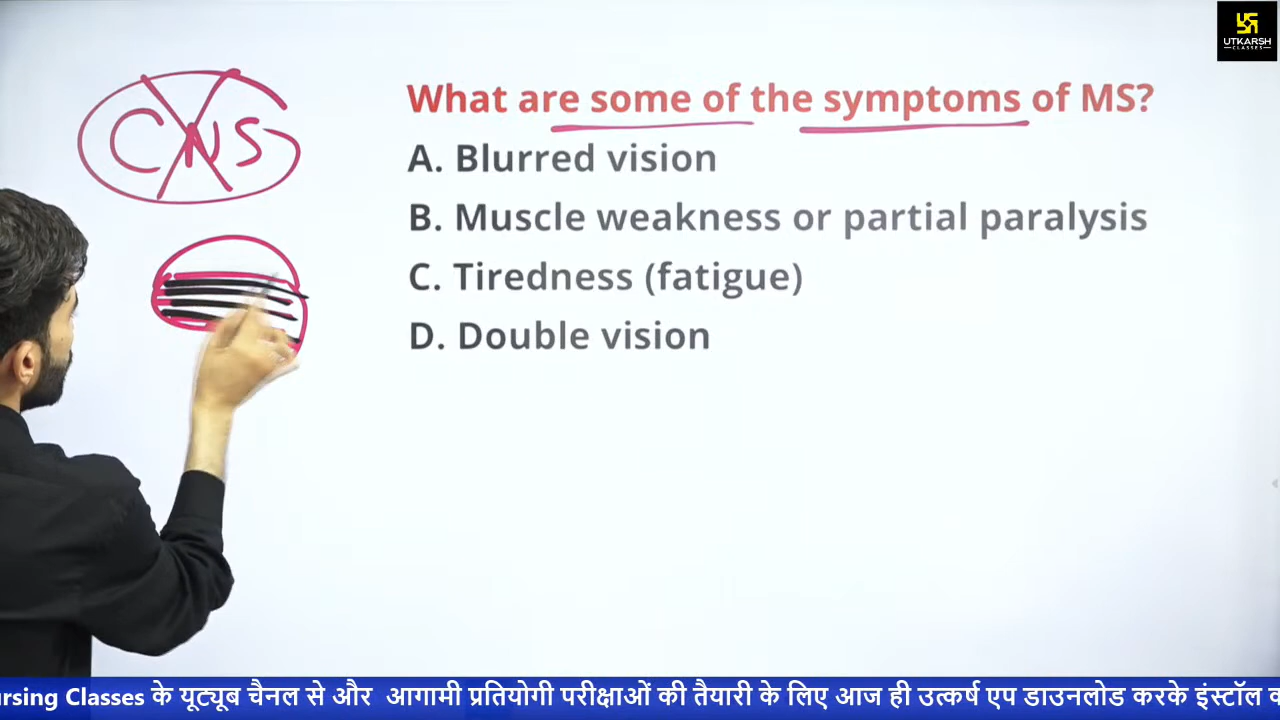 UTKARSH
CLASSES
CNS
What are some of the symptoms of MS?
A. Blurred vision
B. Muscle weakness or partial paralysis
C. Tiredness (fatigue)
D. Double vision
Classes के यूट्यूब चैनल से और आगामी प्रतियोगी परीक्षाओं की तैयारी के लिए आज ही उत्कर्ष एप डाउनलोड करके इंस्टॉल